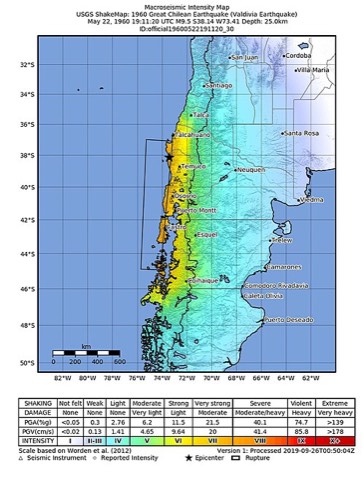 Macroseismic Intensity Map
USGS ShakeMap: 1960 Great Chilean Earthquake (Valdivia Earthquake)
May 22, 1960 19:11:20 UTC M9.5 S38.14 W73.41 Depth: 25.0km
ID:official19600522191120_30
San Juan
Cordoba
Villa Maria
32°S
Santiago
34°S
Talca
Talcahuano
Santa Rosa
36°S
38°S
Temuco
Neuquen
40°S
Osorno
Viedma
Puerto Montt
42°S
Castro
Esquel
Trelew
44°S
Camarones
Coihaique
Comodoro Rivadavia
46°S
Caleta Olivia
Puerto Deseado
48°S
km
0 200 400 600
50°S
82°W 80°W 78°W 76°W 74°W 72°W 70°W 68°W 66°W 64°W 62°W
SHAKING Not felt Weak Light Moderate Strong Very strong Severe Violent Extreme
DAMAGE None None None Very light Light Moderate Moderate/heavy Heavy Very heavy
PGA(%g) <0.05 0.3 2.76 6.2 11.5 21.5 40.1 74.7 >139
PGV(cm/s) <0.02 0.13 1.41 4.65 9.64 20 41.4 85.8 >178
INTENSITY I II-III IV V VI VII VIII IX X+
Scale based on Worden et al. (2012) Version 1: Processed 2019-09-26T00:50:04Z
Seismic Instrument Reported Intensity Epicenter Rupture